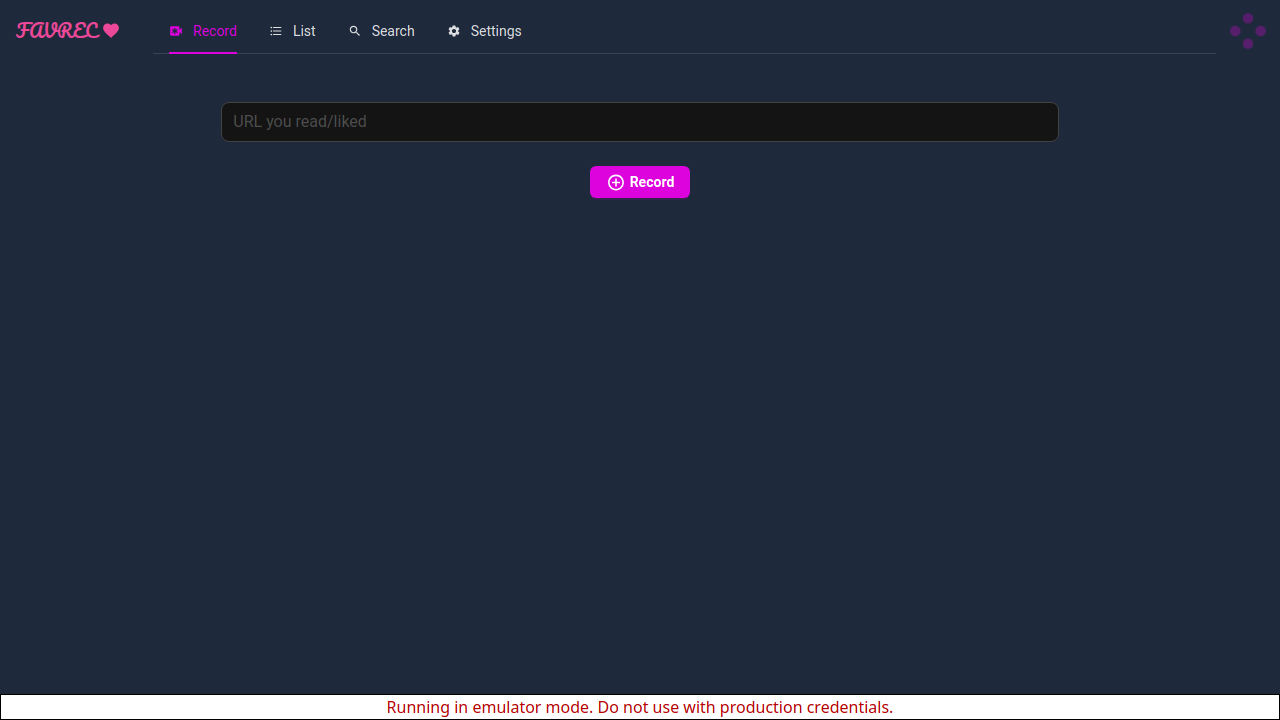 FAVREC
Record
List
Search
Settings
URL you read/liked
Record
Running in emulator mode. Do not use with production credentials.